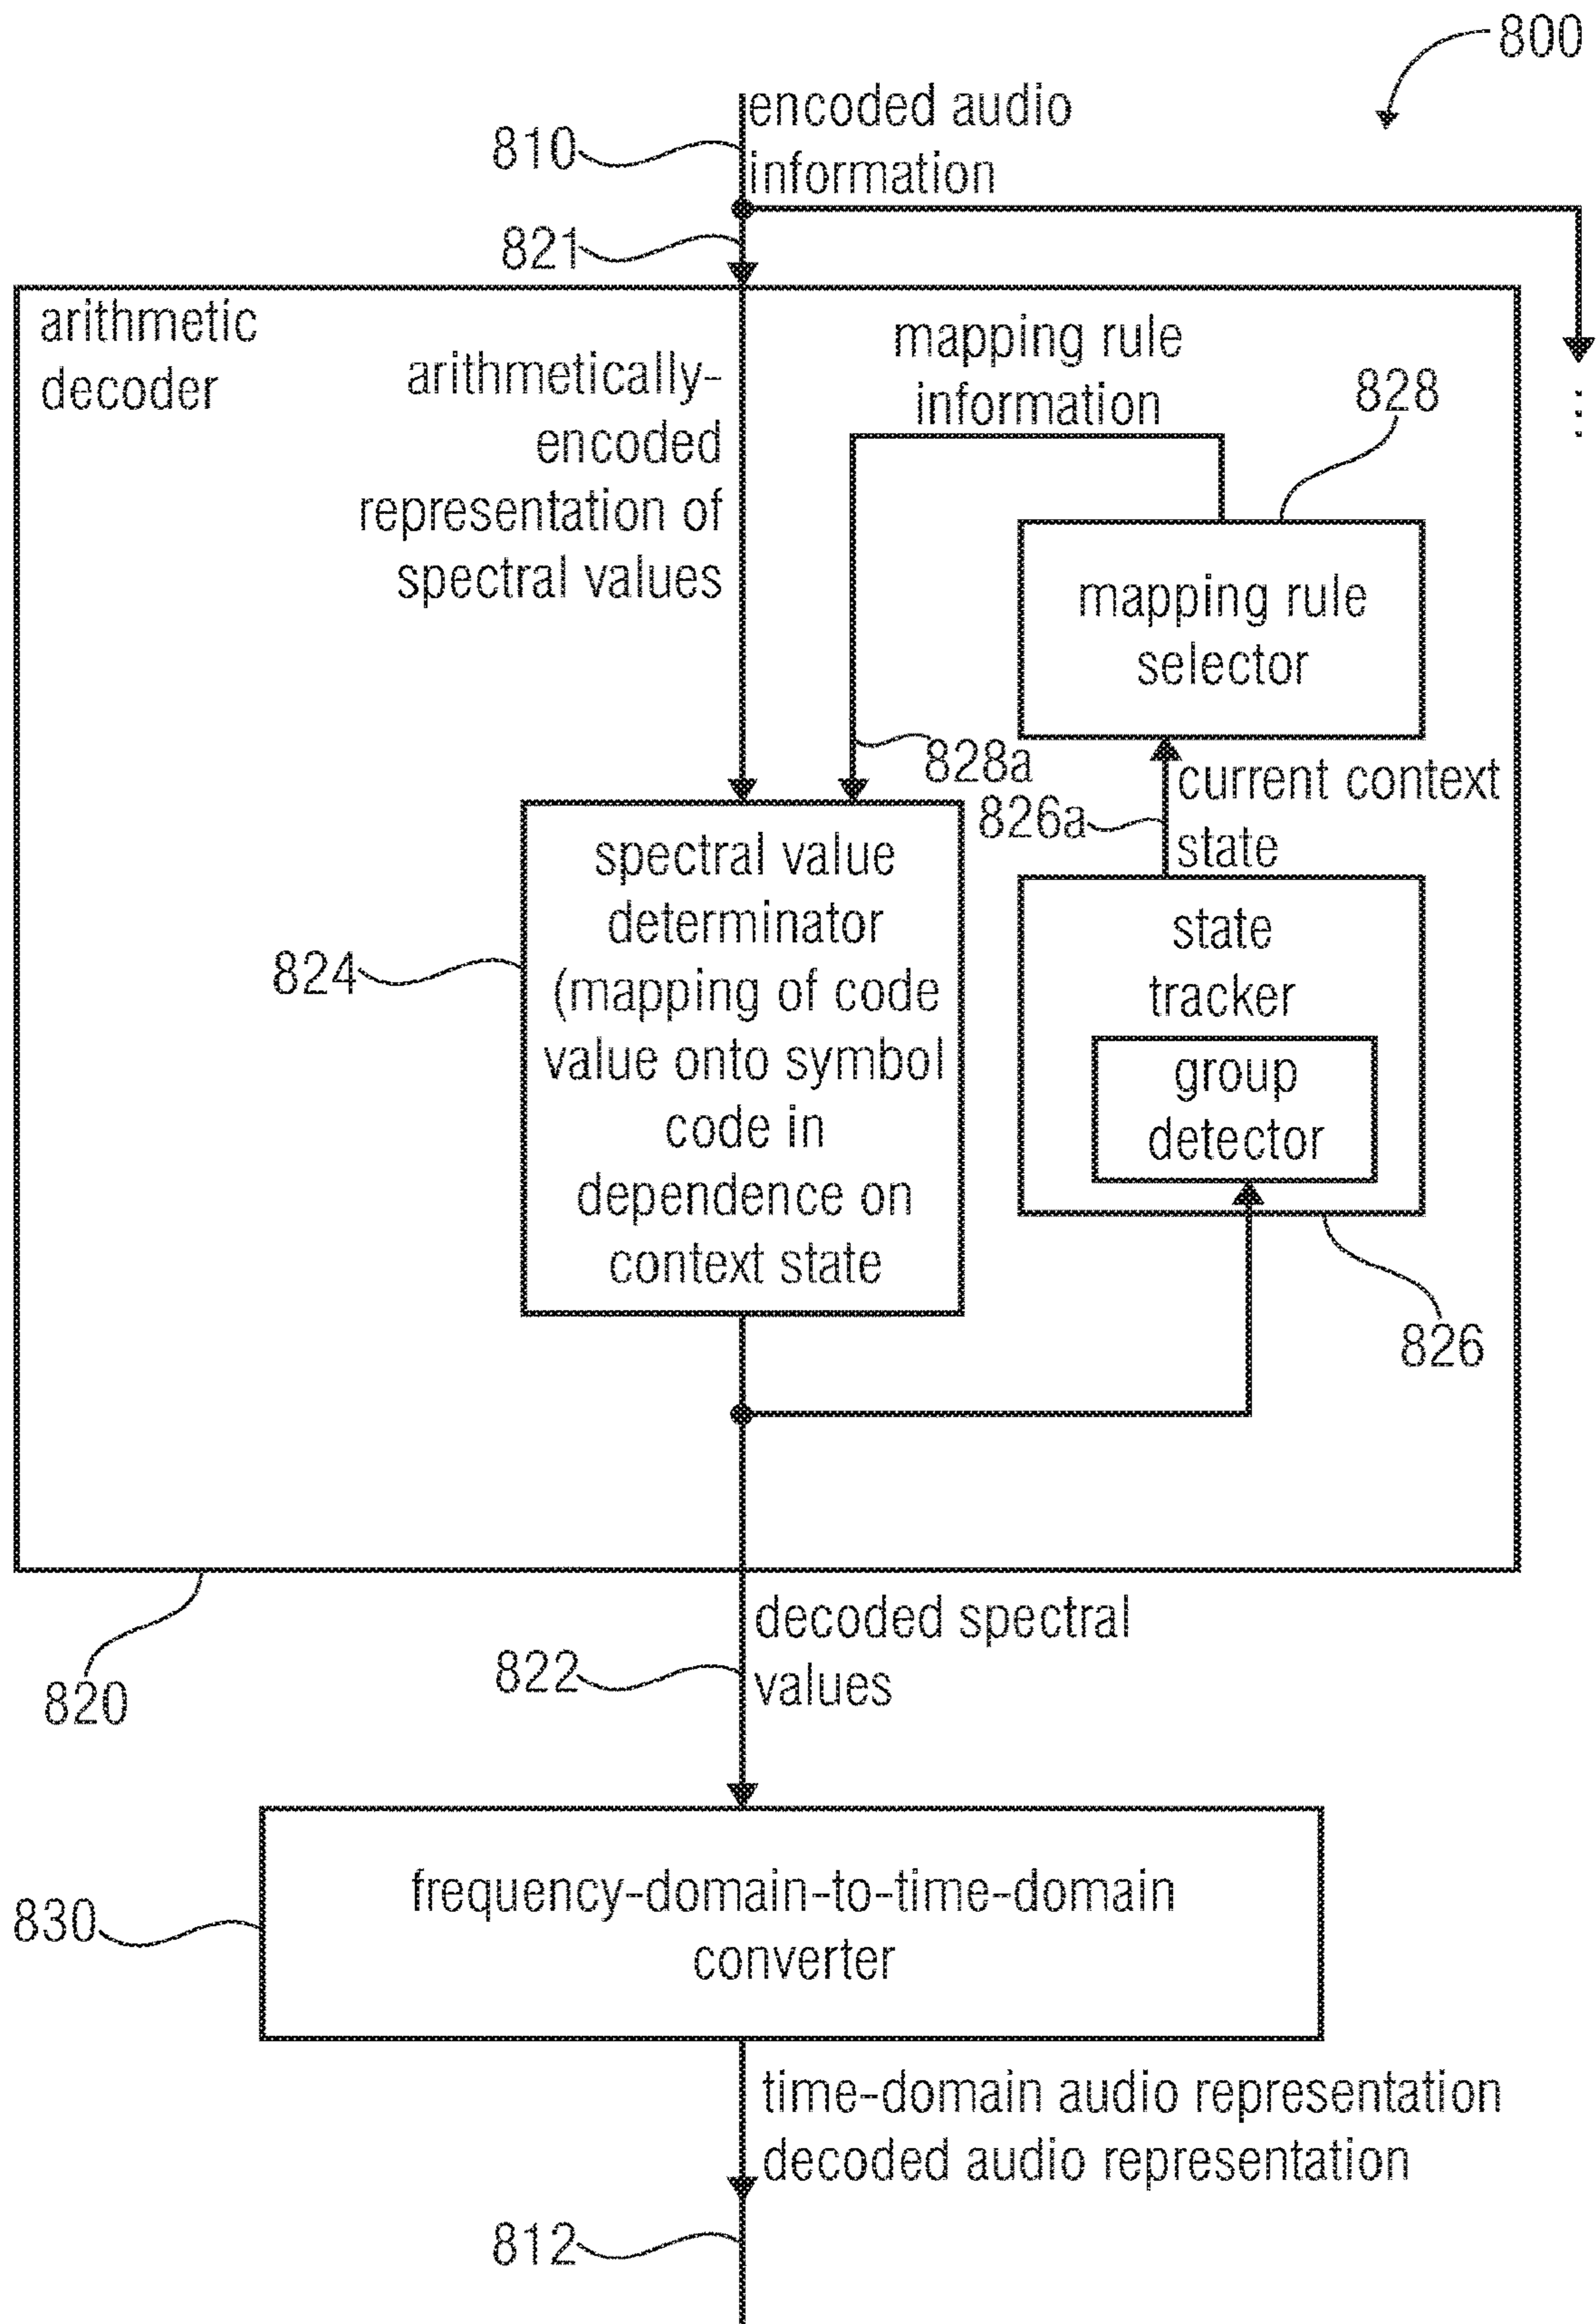 800
encoded audio
information
810
821
arithmetic
decoder
arithmetically-
encoded
representation of
spectral values
mapping rule
information
828
mapping rule
selector
828a
current context
state
826a
spectral value
determinator
(mapping of code
value onto symbol
code in
dependence on
context state
824
state
tracker
group
detector
826
820
decoded spectral
values
822
frequency-domain-to-time-domain
converter
830
time-domain audio representation
decoded audio representation
812